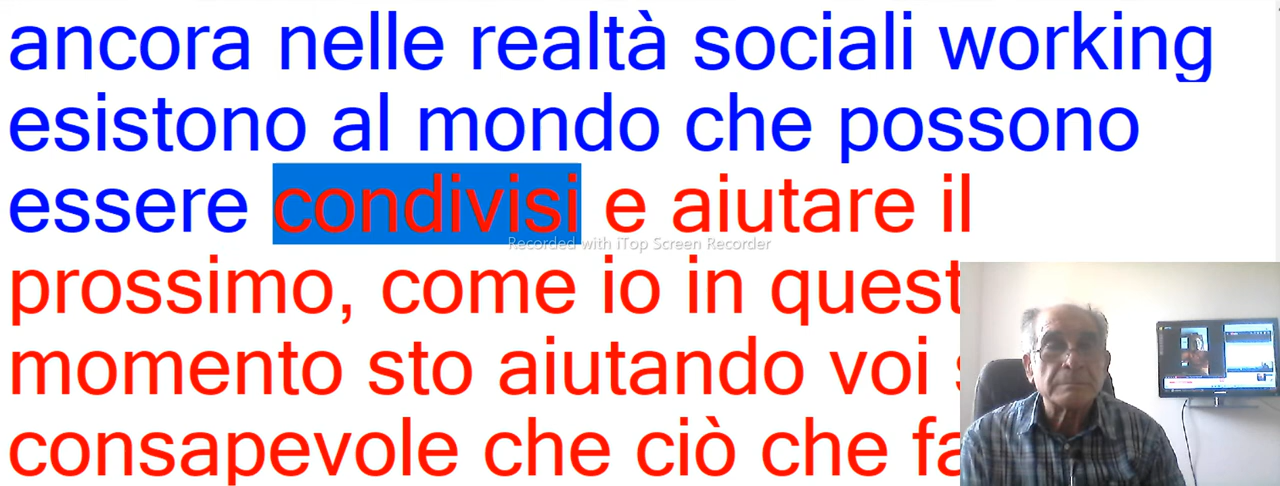 ancora nelle realtà sociali working
esistono al mondo che possono
essere condivisi e aiutare il
Recorded with iTop Screen Recorder
prossimo, come io in quest
momento sto aiutando voi
consapevole che ciò che fa